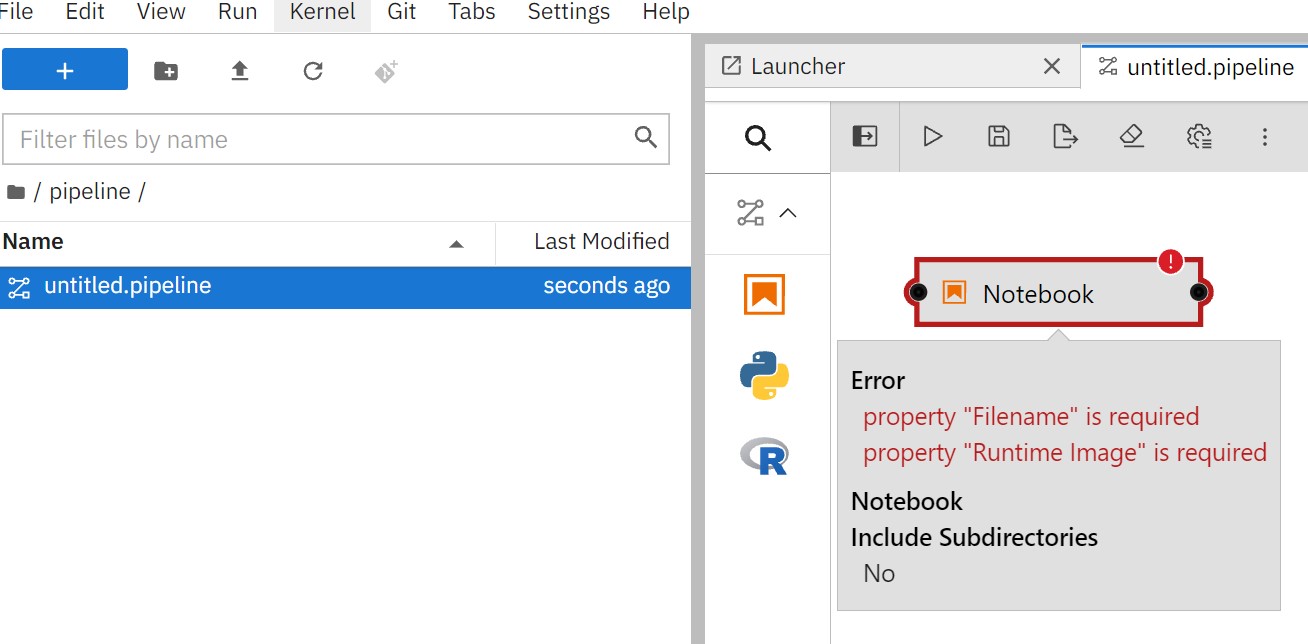 File Edit View Run Kernel Git Tabs Settings Help
+
Filter files by name
/ pipeline /
Name Last Modified
untitled.pipeline seconds ago
Launcher untitled.pipeline
R
! Notebook
Error
property "Filename" is required
property "Runtime Image" is required
Notebook
Include Subdirectories
No